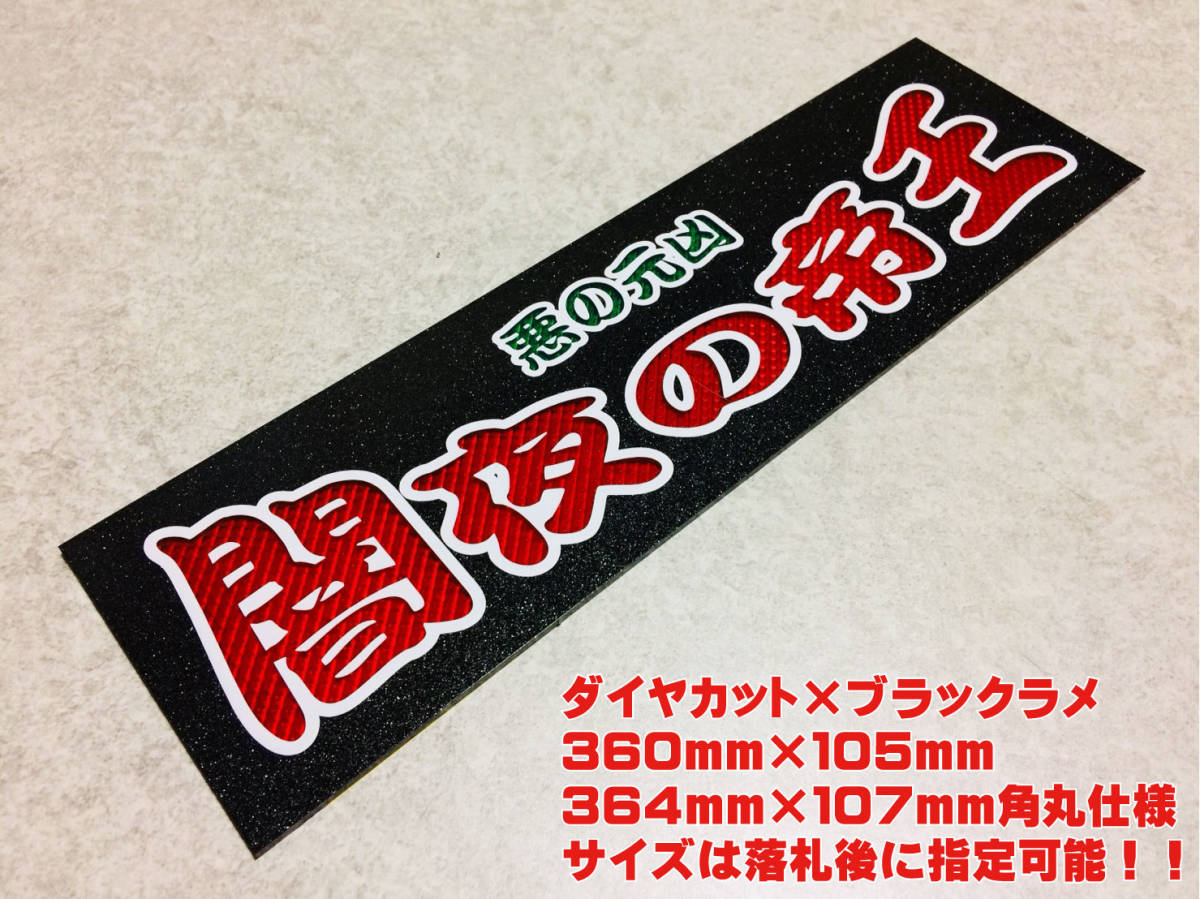 悪の元凶
闇夜の帝王
ダイヤカット×ブラックラメ
360mm×105mm
364mm×107mm角丸仕様
サイズは落札後に指定可能！！